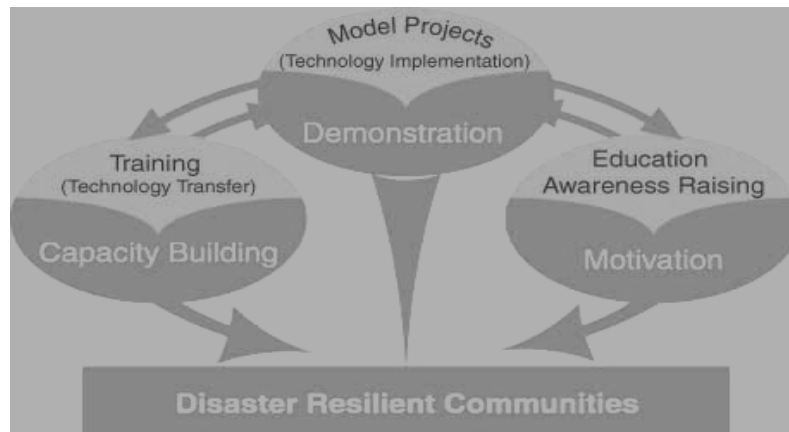 Model Projects
(Technology Implementation)
Demonstration
Training
(Technology Transfer)
Capacity Building
Education
Awareness Raising
Motivation
Disaster Resilient Communities